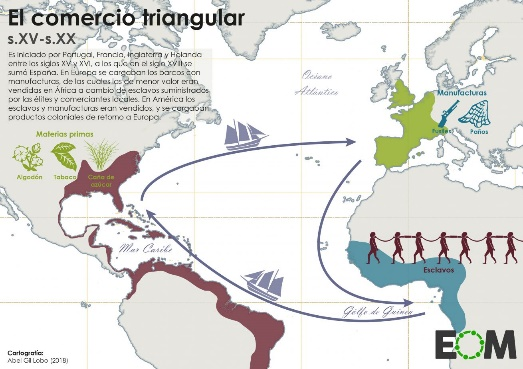 El comercio triangular
s.XV-s.XX
Es iniciado por Portugal, Francia, Inglaterra y Holanda
entre los siglos XV y XVI, a los que en el siglo XVIII se
sumó España. En Europa se cargaban los barcos con
manufacturas, de las cuales las de menor valor eran
vendidas en África a cambio de esclavos suministrados
por las élites y comerciantes locales. En América los
esclavos y manufacturas eran vendidos, y se cargaban
productos coloniales de retorno a Europa.
Océano
Atlántico
Manufacturas
Fusiles
Paños
Materias primas
Algodón
Tabaco
Caña de
azúcar
Mar Caribe
Esclavos
Golfo de Guinea
Cartografía:
Abel Gil Lobo (2018)
EOM